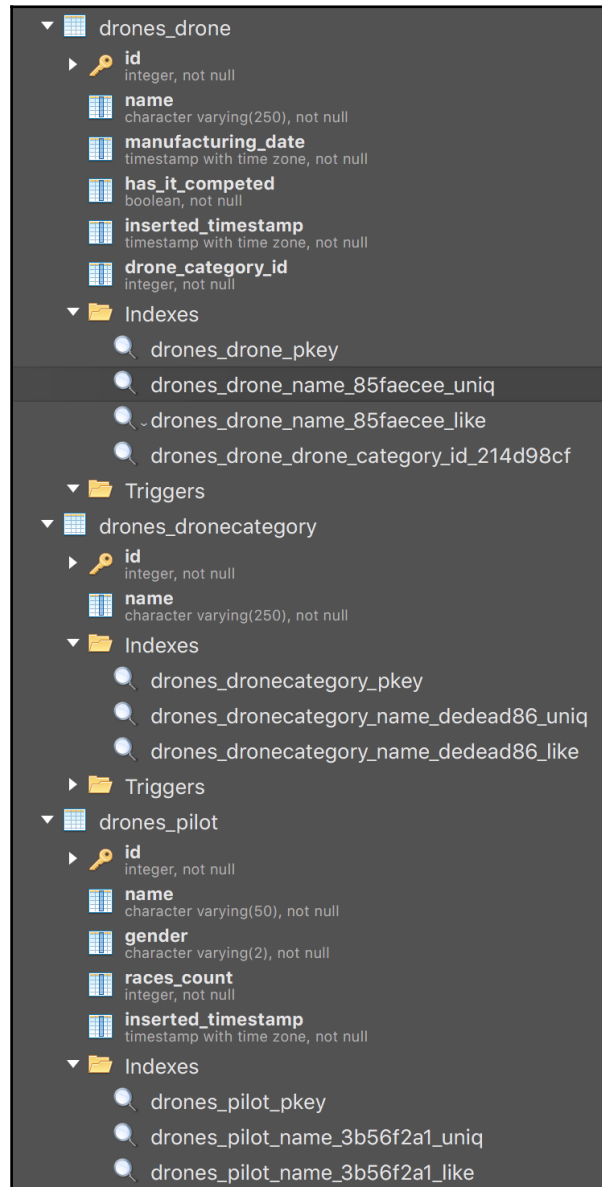 drones_drone
id
integer, not null
name
character varying(250), not null
manufacturing_date
timestamp with time zone, not null
has_it_competed
boolean, not null
inserted_timestamp
timestamp with time zone, not null
drone_category_id
integer, not null
Indexes
drones_drone_pkey
drones_drone_name_85faecee_uniq
drones_drone_name_85faecee_like
drones_drone_drone_category_id_214d98cf
Triggers
drones_dronecategory
id
integer, not null
name
character varying(250), not null
Indexes
drones_dronecategory_pkey
drones_dronecategory_name_dedead86_uniq
drones_dronecategory_name_dedead86_like
Triggers
drones_pilot
id
integer, not null
name
character varying(50), not null
gender
character varying(2), not null
races_count
integer, not null
inserted_timestamp
timestamp with time zone, not null
Indexes
drones_pilot_pkey
drones_pilot_name_3b56f2a1_uniq
drones_pilot_name_3b56f2a1_like